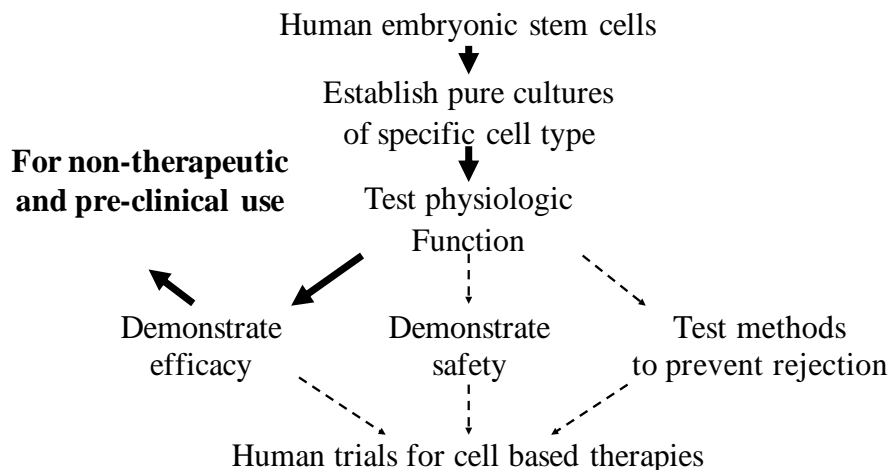 Human embryonic stem cells
Establish pure cultures
of specific cell type
For non-therapeutic
and pre-clinical use
Test physiologic
Function
Demonstrate
efficacy
Demonstrate
safety
Test methods
to prevent rejection
Human trials for cell based therapies